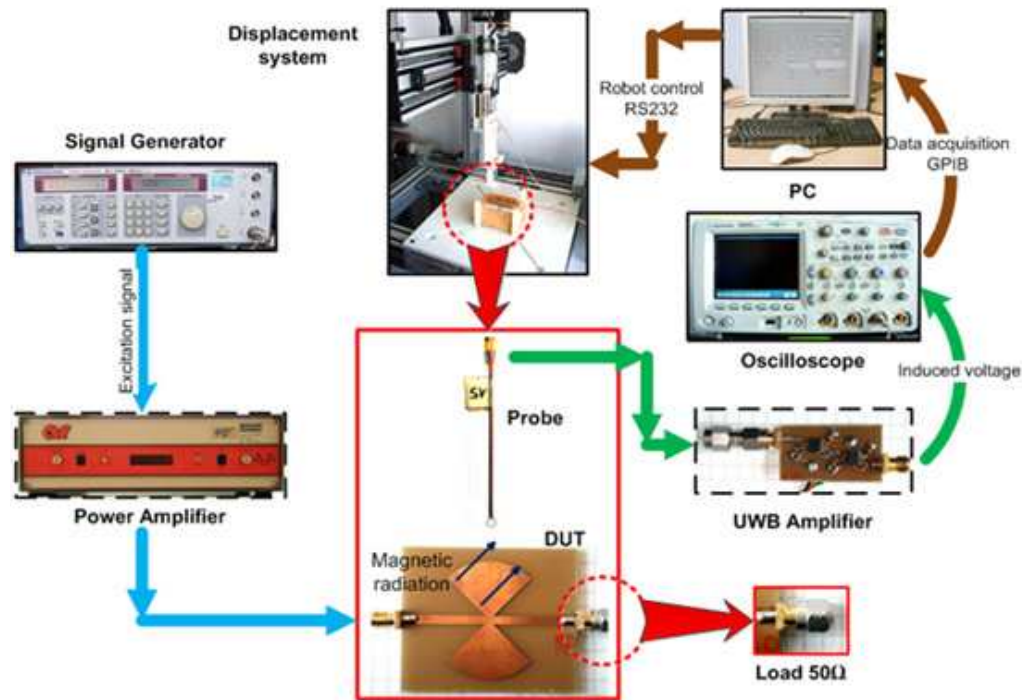 Displacement
system
Robot control
RS232
Signal Generator
Data acquisition
GPIB
PC
Excitation signal
Oscilloscope
Induced voltage
Probe
Power Amplifier
UWB Amplifier
DUT
Magnetic
radiation
Load 50Ω